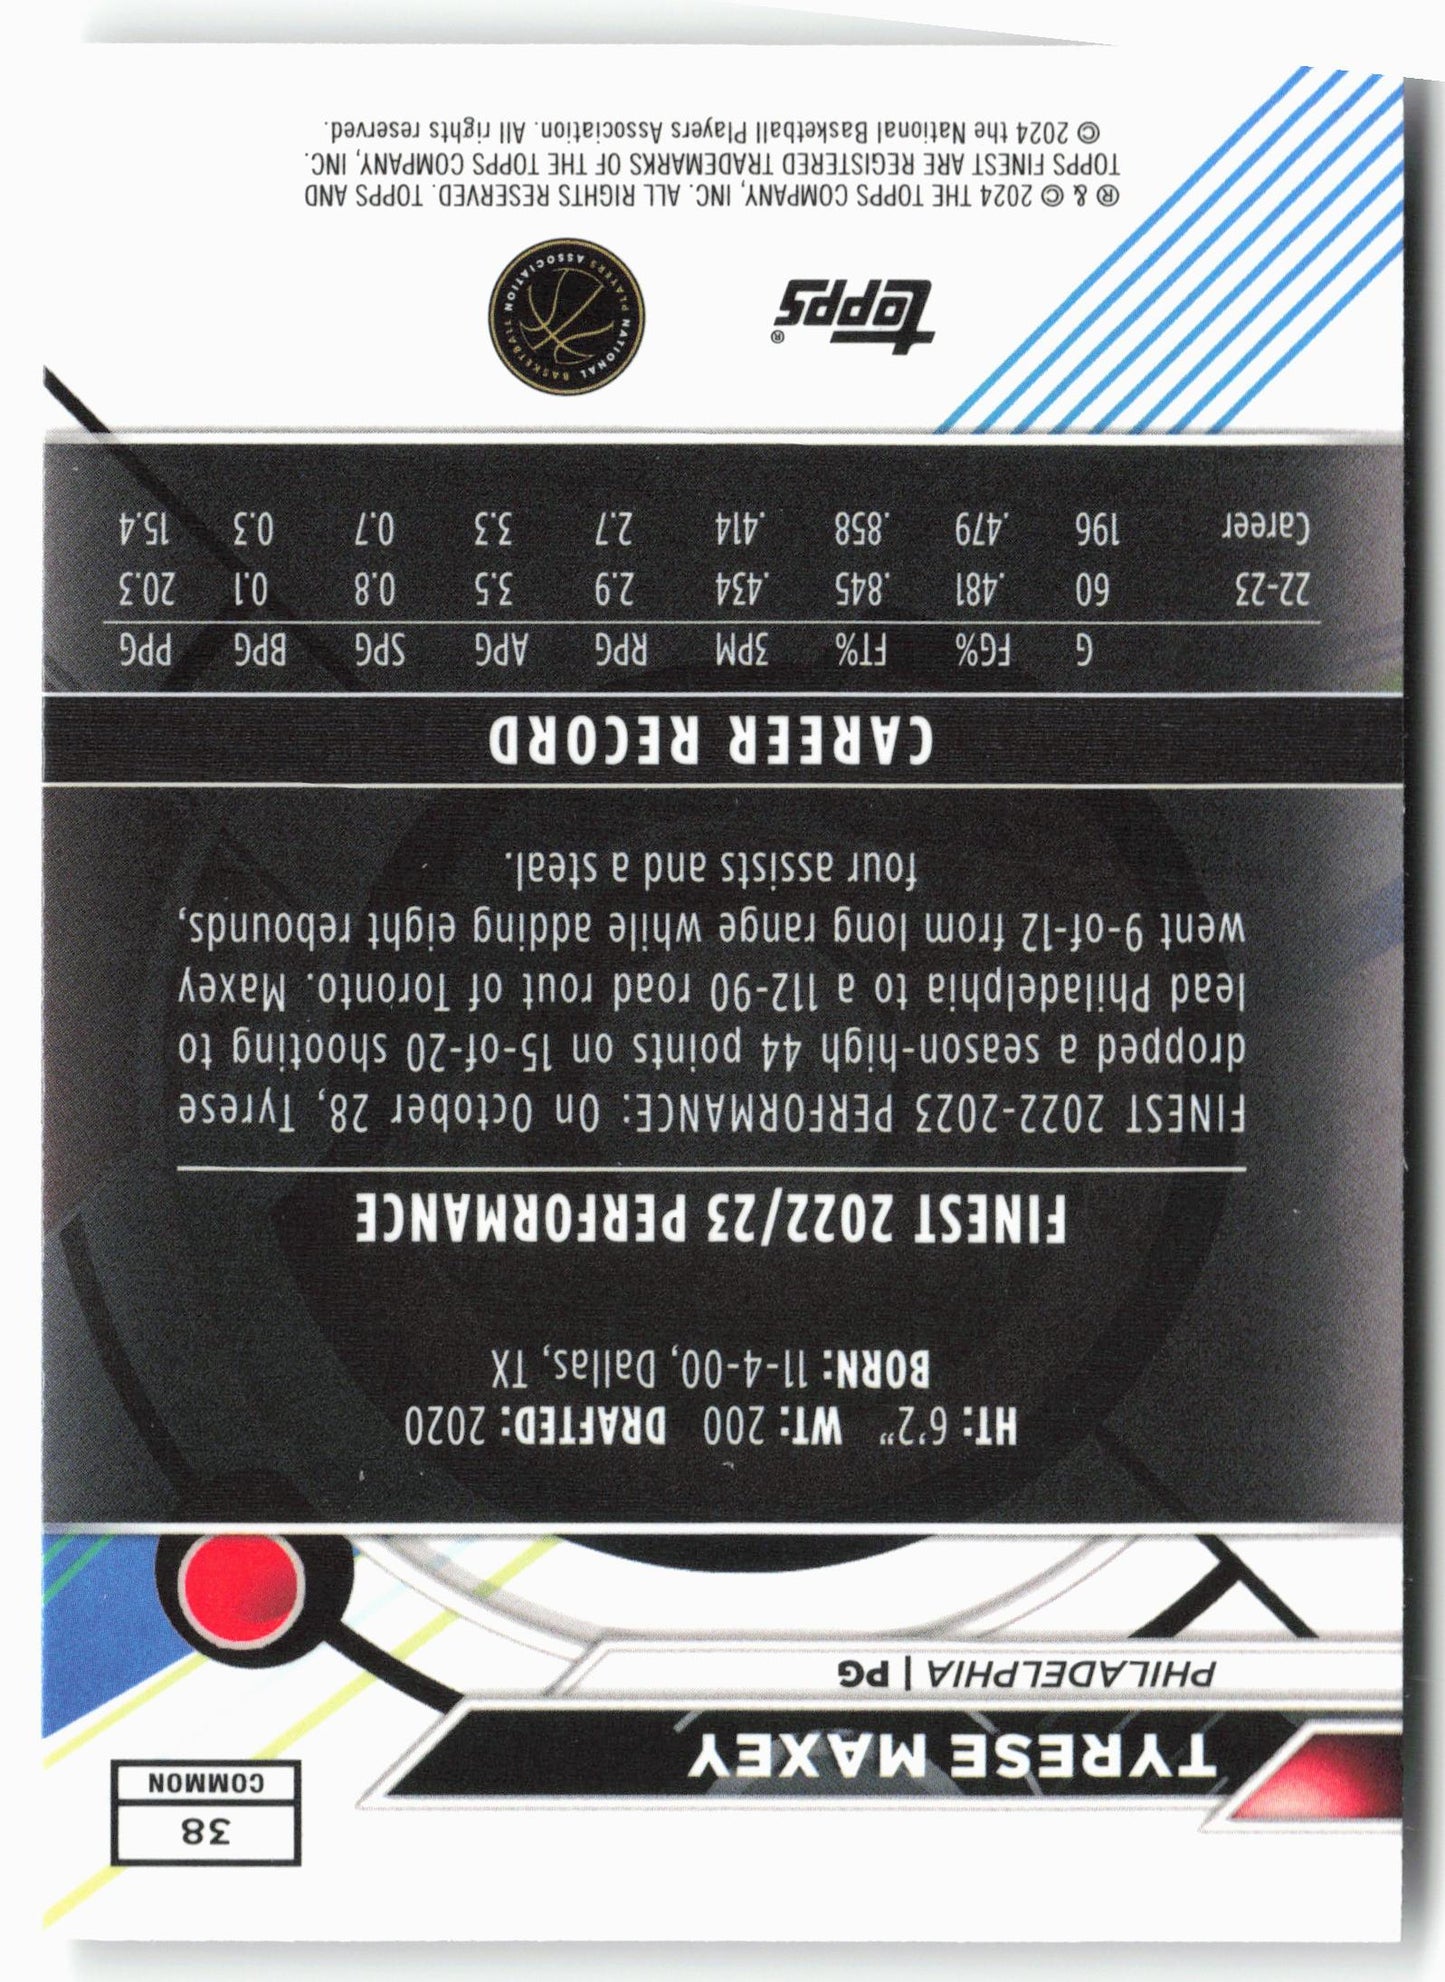 38
COMMON
TYRESE MAXEY
PHILADELPHIA | PG
HT: 6'2" WT: 200 DRAFTED: 2020
BORN: 11-4-00, Dallas, TX
FINEST 2022/23 PERFORMANCE
FINEST 2022-2023 PERFORMANCE: On October 28, Tyrese
dropped a season-high 44 points on 15-of-20 shooting to
lead Philadelphia to a 112-90 road rout of Toronto. Maxey
went 9-of-12 from long range while adding eight rebounds,
four assists and a steal.
CAREER RECORD
G FG% FT% 3PM RPG APG SPG BPG PPG
22-23 60 .481 .845 .434 2.9 3.5 0.8 0.1 20.3
Career 196 .479 .858 .414 2.7 3.3 0.7 0.3 15.4
topps®
NATIONAL BASKETBALL PLAYERS ASSOCIATION
® & © 2024 THE TOPPS COMPANY, INC. ALL RIGHTS RESERVED. TOPPS AND
TOPPS FINEST ARE REGISTERED TRADEMARKS OF THE TOPPS COMPANY, INC.
© 2024 the National Basketball Players Association. All rights reserved.